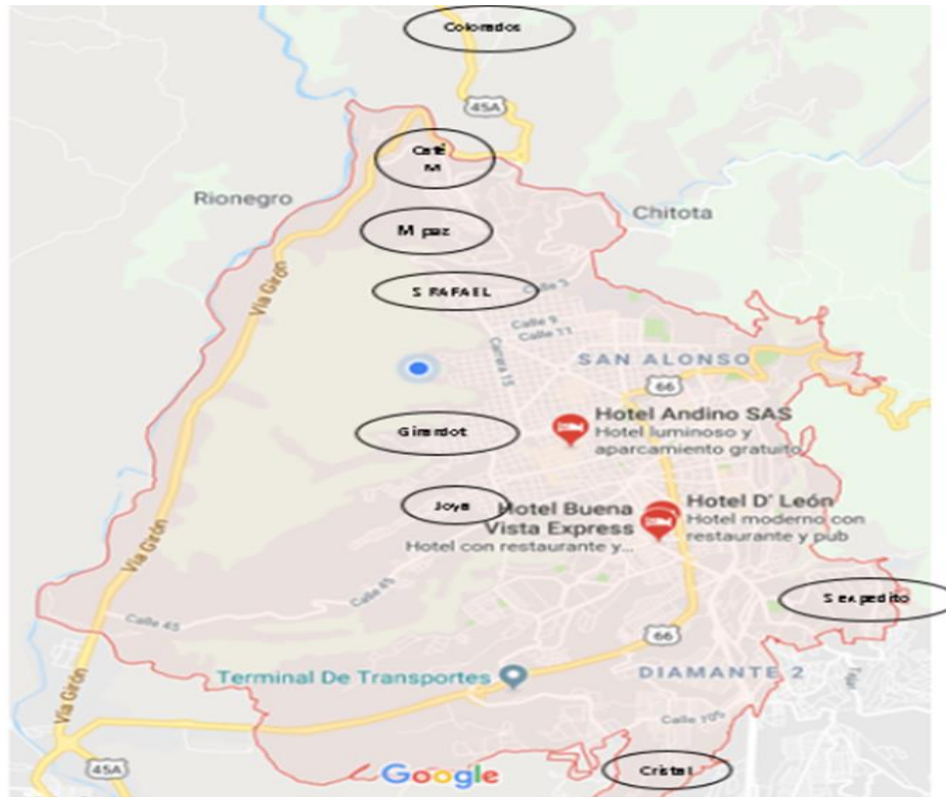 Colorados
45A
Café
M
Rionegro
Chitota
M paz
Vía Girón
S RAFAEL
Calle 3
Calle 9
Calle 11
Carrera 15
SAN ALONSO
66
Hotel Andino SAS
Hotel luminoso y
aparcamiento gratuito
Girardot
Joya
Hotel Buena
Vista Express
Hotel con restaurante y...
Hotel D' León
Hotel moderno con
restaurante y pub
Vía Girón
Calle 45
S expedito
Calle 45
66
Terminal De Transportes
DIAMANTE 2
Vía Girón
Calle 105
45A
Google
Cristal